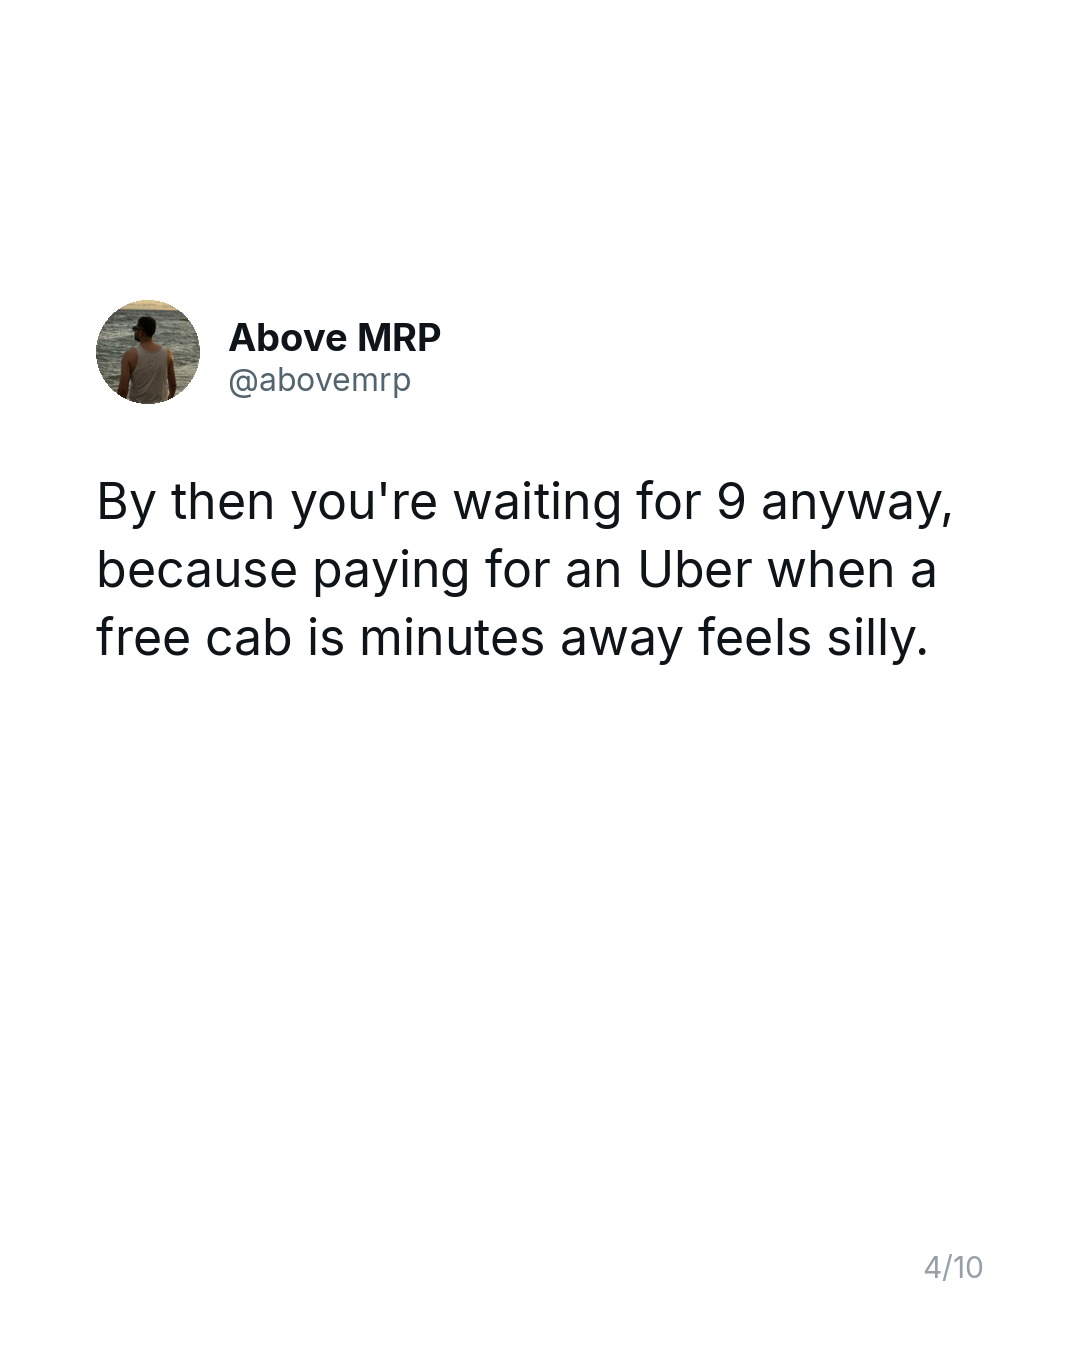 Above MRP
@abovemrp
By then you're waiting for 9 anyway,
because paying for an Uber when a
free cab is minutes away feels silly.
4/10